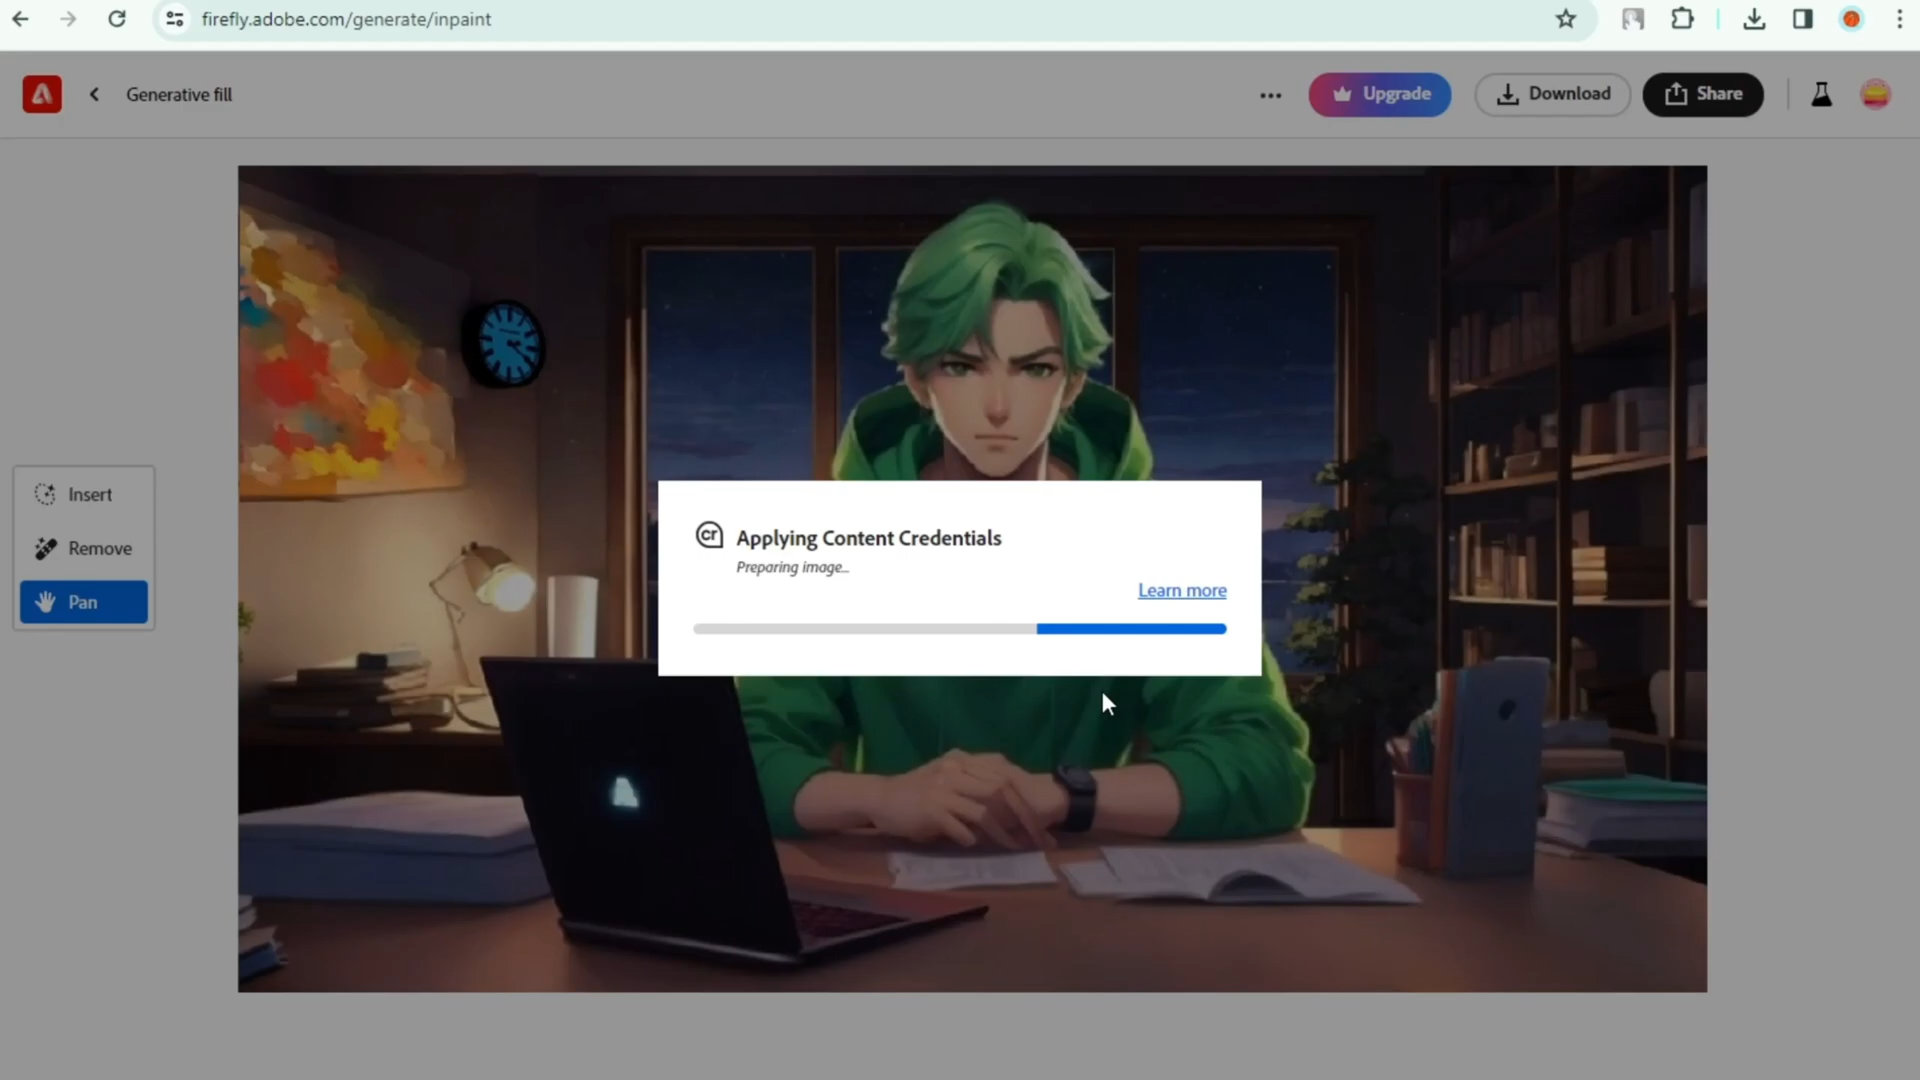 firefly.adobe.com/generate/inpaint
Generative fill
Upgrade
Download
Share
Insert
Remove
Pan
cr
Applying Content Credentials
Preparing image...
Learn more